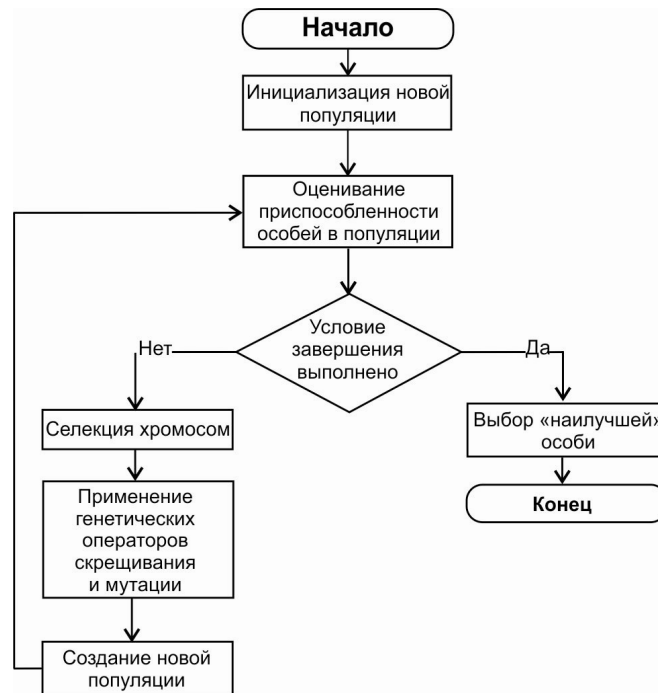 Начало
Инициализация новой
популяции
Оценивание
приспособленности
особей в популяции
Условие
завершения
выполнено
Нет
Да
Селекция хромосом
Выбор «наилучшей»
особи
Применение
генетических
операторов
скрещивания
и мутации
Конец
Создание новой
популяции